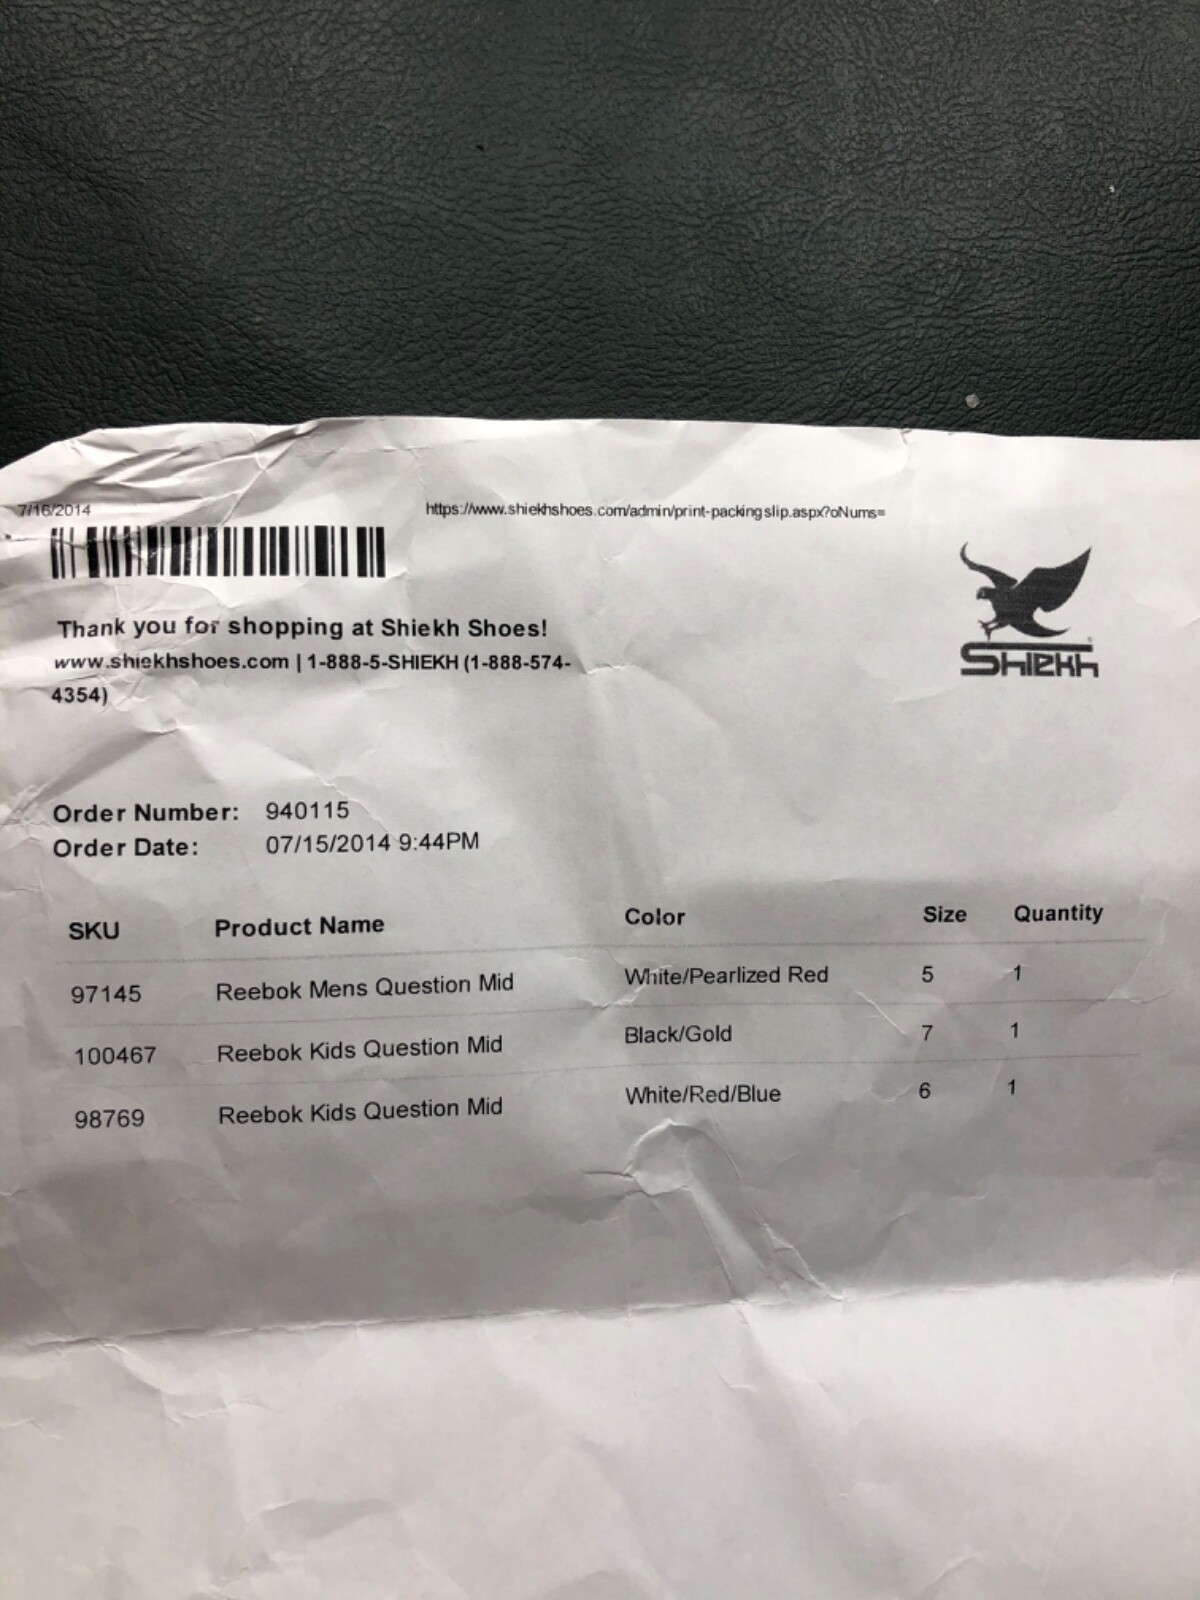 7/16/2014 https://www.shiekhshoes.com/admin/print-packingslip.aspx?oNums=
Thank you for shopping at Shiekh Shoes!
www.shiekhshoes.com | 1-888-5-SHIEKH (1-888-574-
4354)
SHIEKH
Order Number: 940115
Order Date: 07/15/2014 9:44PM
SKU Product Name Color Size Quantity
97145 Reebok Mens Question Mid White/Pearlized Red 5 1
100467 Reebok Kids Question Mid Black/Gold 7 1
98769 Reebok Kids Question Mid White/Red/Blue 6 1